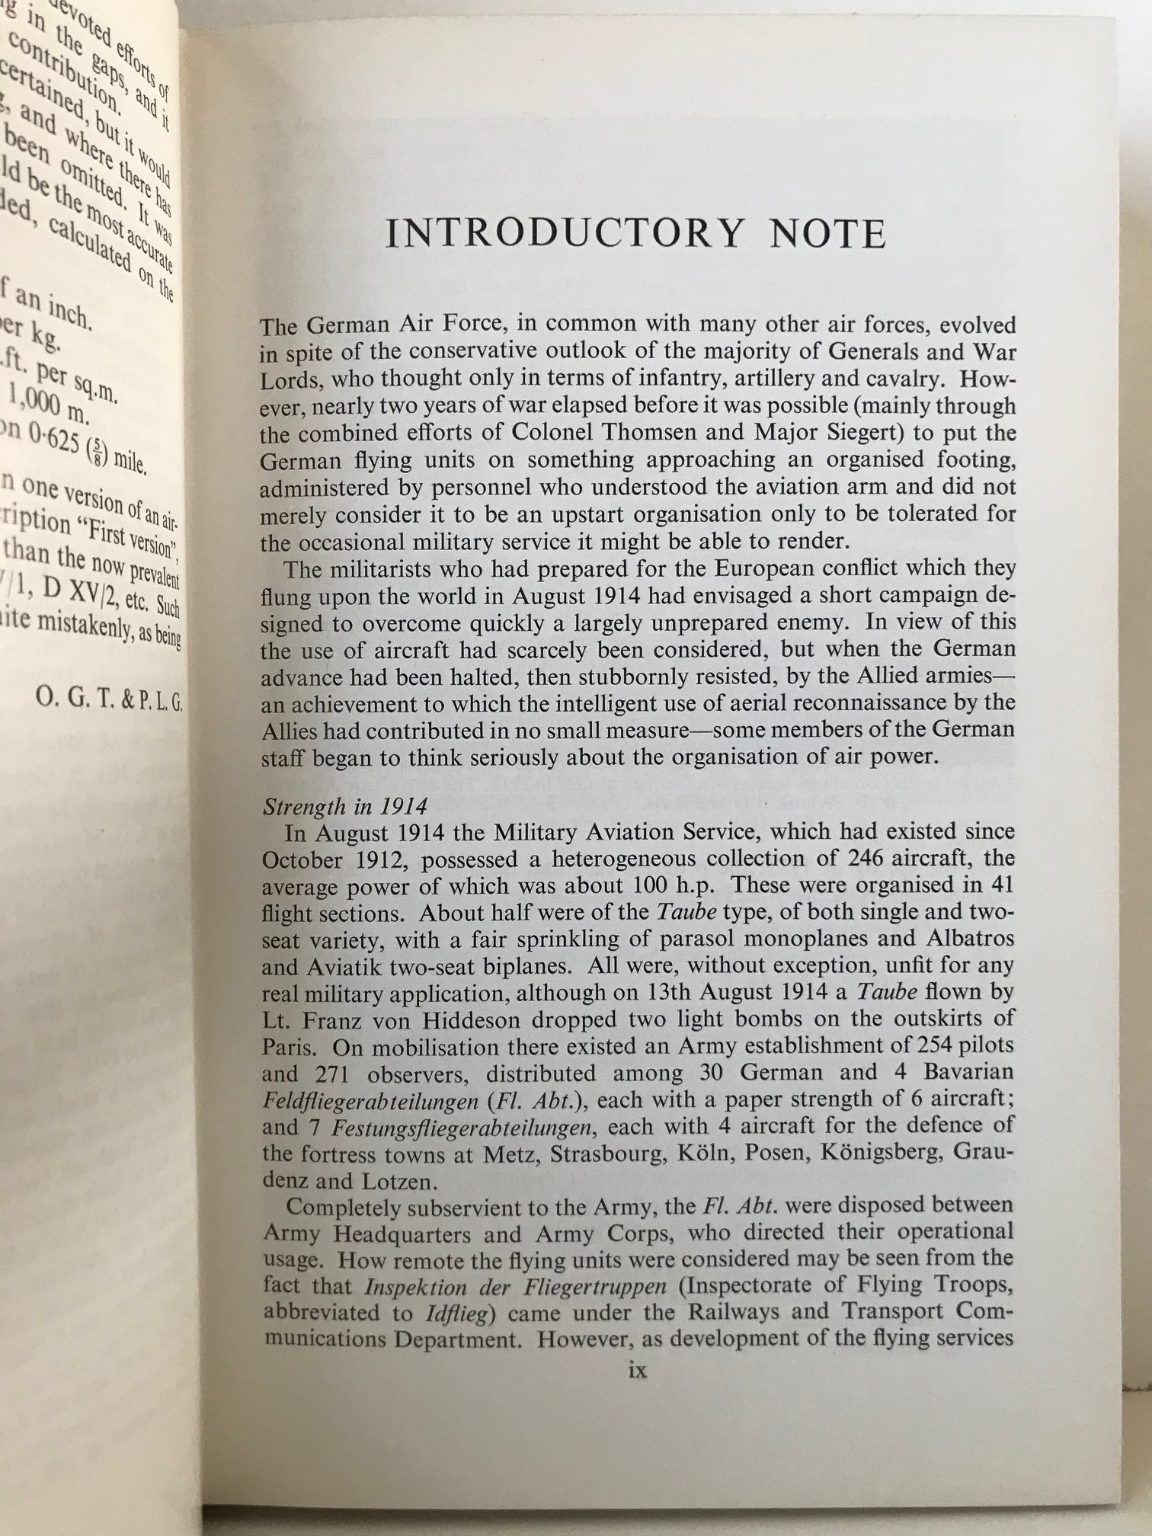 devoted efforts of
in the gaps, and it
contribution.
certained, but it would
and where there has
been omitted. It was
ld be the most accurate
ded, calculated on the
f an inch.
per kg.
.ft. per sq.m.
1,000 m.
on 0·625 (⅝) mile.
n one version of an air-
ription "First version",
than the now prevalent
/1, D XV/2, etc. Such
ite mistakenly, as being
O. G. T. & P. L. G.
INTRODUCTORY NOTE
The German Air Force, in common with many other air forces, evolved
in spite of the conservative outlook of the majority of Generals and War
Lords, who thought only in terms of infantry, artillery and cavalry. How-
ever, nearly two years of war elapsed before it was possible (mainly through
the combined efforts of Colonel Thomsen and Major Siegert) to put the
German flying units on something approaching an organised footing,
administered by personnel who understood the aviation arm and did not
merely consider it to be an upstart organisation only to be tolerated for
the occasional military service it might be able to render.
The militarists who had prepared for the European conflict which they
flung upon the world in August 1914 had envisaged a short campaign de-
signed to overcome quickly a largely unprepared enemy. In view of this
the use of aircraft had scarcely been considered, but when the German
advance had been halted, then stubbornly resisted, by the Allied armies—
an achievement to which the intelligent use of aerial reconnaissance by the
Allies had contributed in no small measure—some members of the German
staff began to think seriously about the organisation of air power.
Strength in 1914
In August 1914 the Military Aviation Service, which had existed since
October 1912, possessed a heterogeneous collection of 246 aircraft, the
average power of which was about 100 h.p. These were organised in 41
flight sections. About half were of the Taube type, of both single and two-
seat variety, with a fair sprinkling of parasol monoplanes and Albatros
and Aviatik two-seat biplanes. All were, without exception, unfit for any
real military application, although on 13th August 1914 a Taube flown by
Lt. Franz von Hiddeson dropped two light bombs on the outskirts of
Paris. On mobilisation there existed an Army establishment of 254 pilots
and 271 observers, distributed among 30 German and 4 Bavarian
Feldfliegerabteilungen (Fl. Abt.), each with a paper strength of 6 aircraft;
and 7 Festungsfliegerabteilungen, each with 4 aircraft for the defence of
the fortress towns at Metz, Strasbourg, Köln, Posen, Königsberg, Grau-
denz and Lotzen.
Completely subservient to the Army, the Fl. Abt. were disposed between
Army Headquarters and Army Corps, who directed their operational
usage. How remote the flying units were considered may be seen from the
fact that Inspektion der Fliegertruppen (Inspectorate of Flying Troops,
abbreviated to Idflieg) came under the Railways and Transport Com-
munications Department. However, as development of the flying services
ix